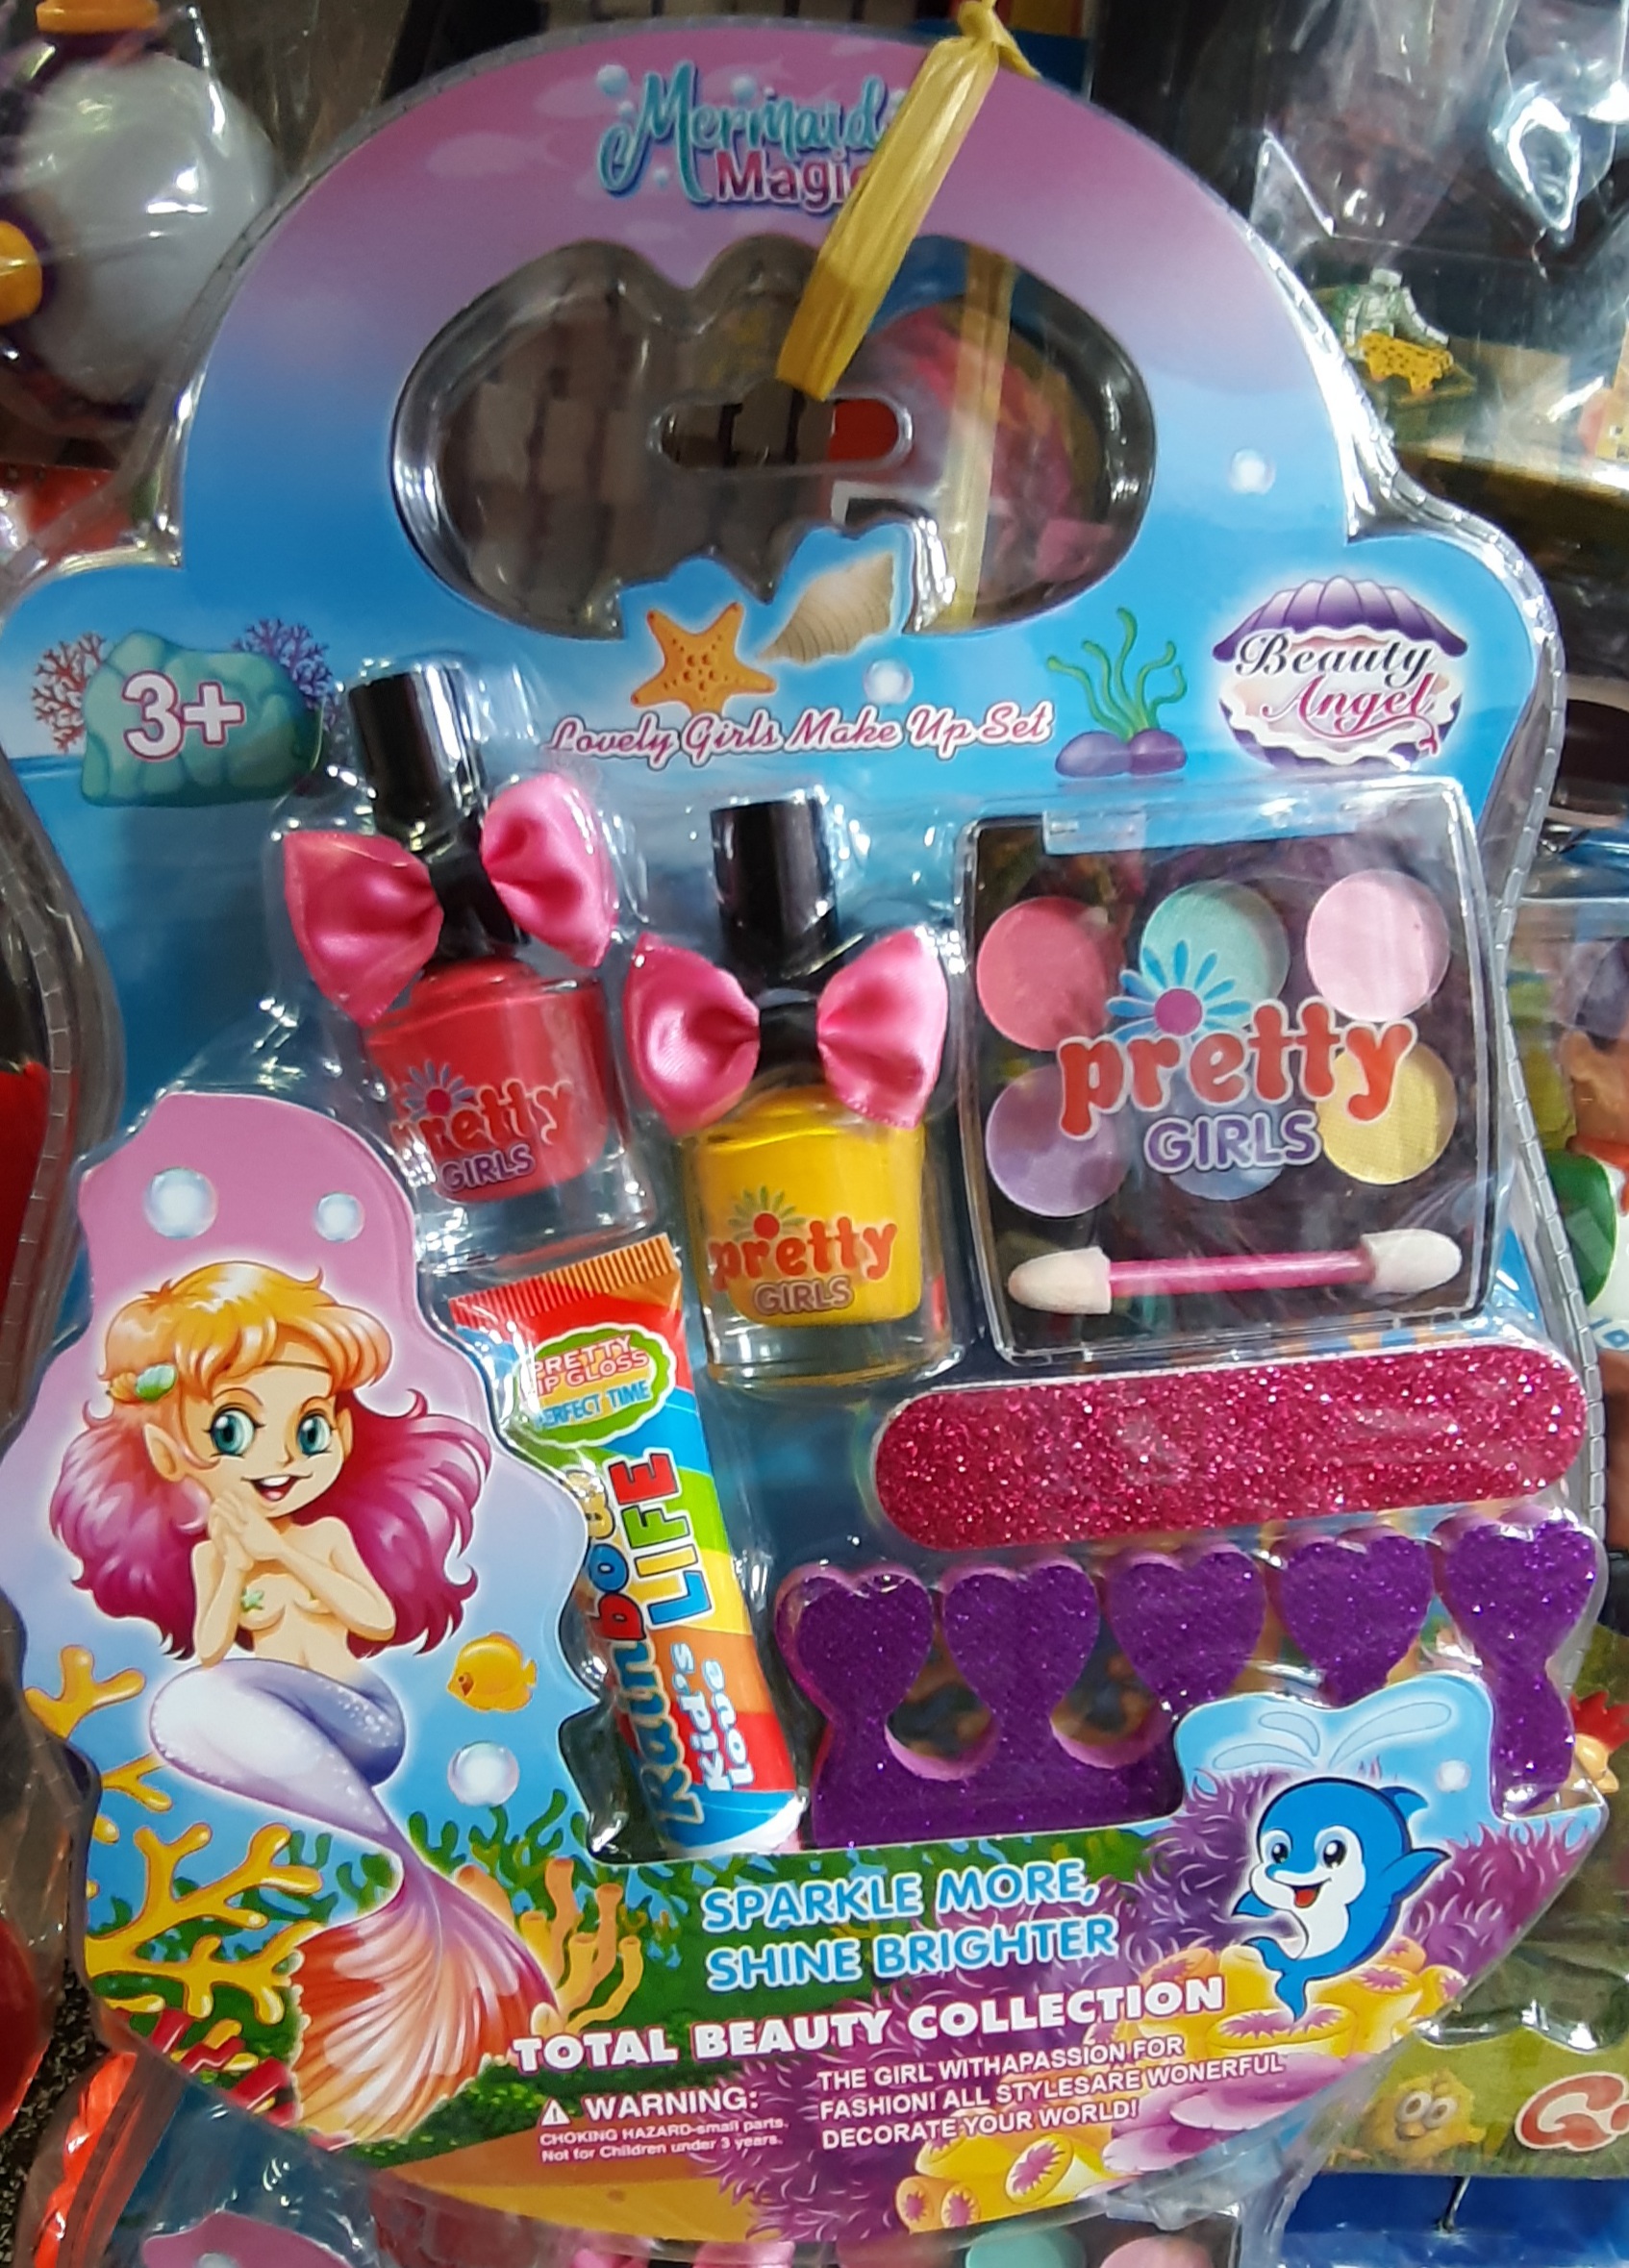 Mermaid
Magic
3+
Beauty
Angel
Lovely Girls Make Up Set
pretty
GIRLS
pretty
GIRLS
pretty
GIRLS
PRETTY
LIP GLOSS
PERFECT TIME
Rainbow
LIFE
Kid's
Love
SPARKLE MORE,
SHINE BRIGHTER
TOTAL BEAUTY COLLECTION
WARNING:
CHOKING HAZARD-small parts.
Not for Children under 3 years.
THE GIRL WITHAPASSION FOR
FASHION! ALL STYLESARE WONERFUL
DECORATE YOUR WORLD!